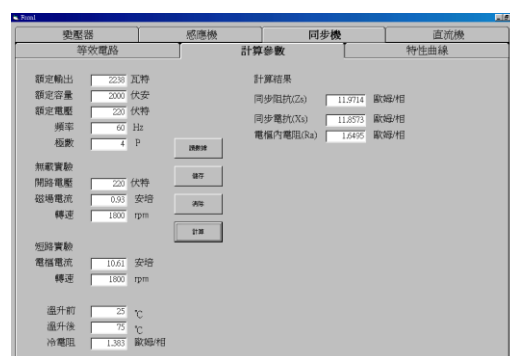 Form1
變壓器 感應機 同步機 直流機
等效電路 計算參數 特性曲線
額定輸出 2238 瓦特
額定容量 2000 伏安
額定電壓 220 伏特
頻率 60 Hz
極數 4 P
無載實驗
開路電壓 220 伏特
磁場電流 0.93 安培
轉速 1800 rpm
短路實驗
電樞電流 10.61 安培
轉速 1800 rpm
溫升前 25 ℃
溫升後 75 ℃
冷電阻 1.383 歐姆/相
儲存
清除
計算
計算結果
同步阻抗(Zs) 11.9714 歐姆/相
同步電抗(Xs) 11.8573 歐姆/相
電樞內電阻(Ra) 1.6495 歐姆/相